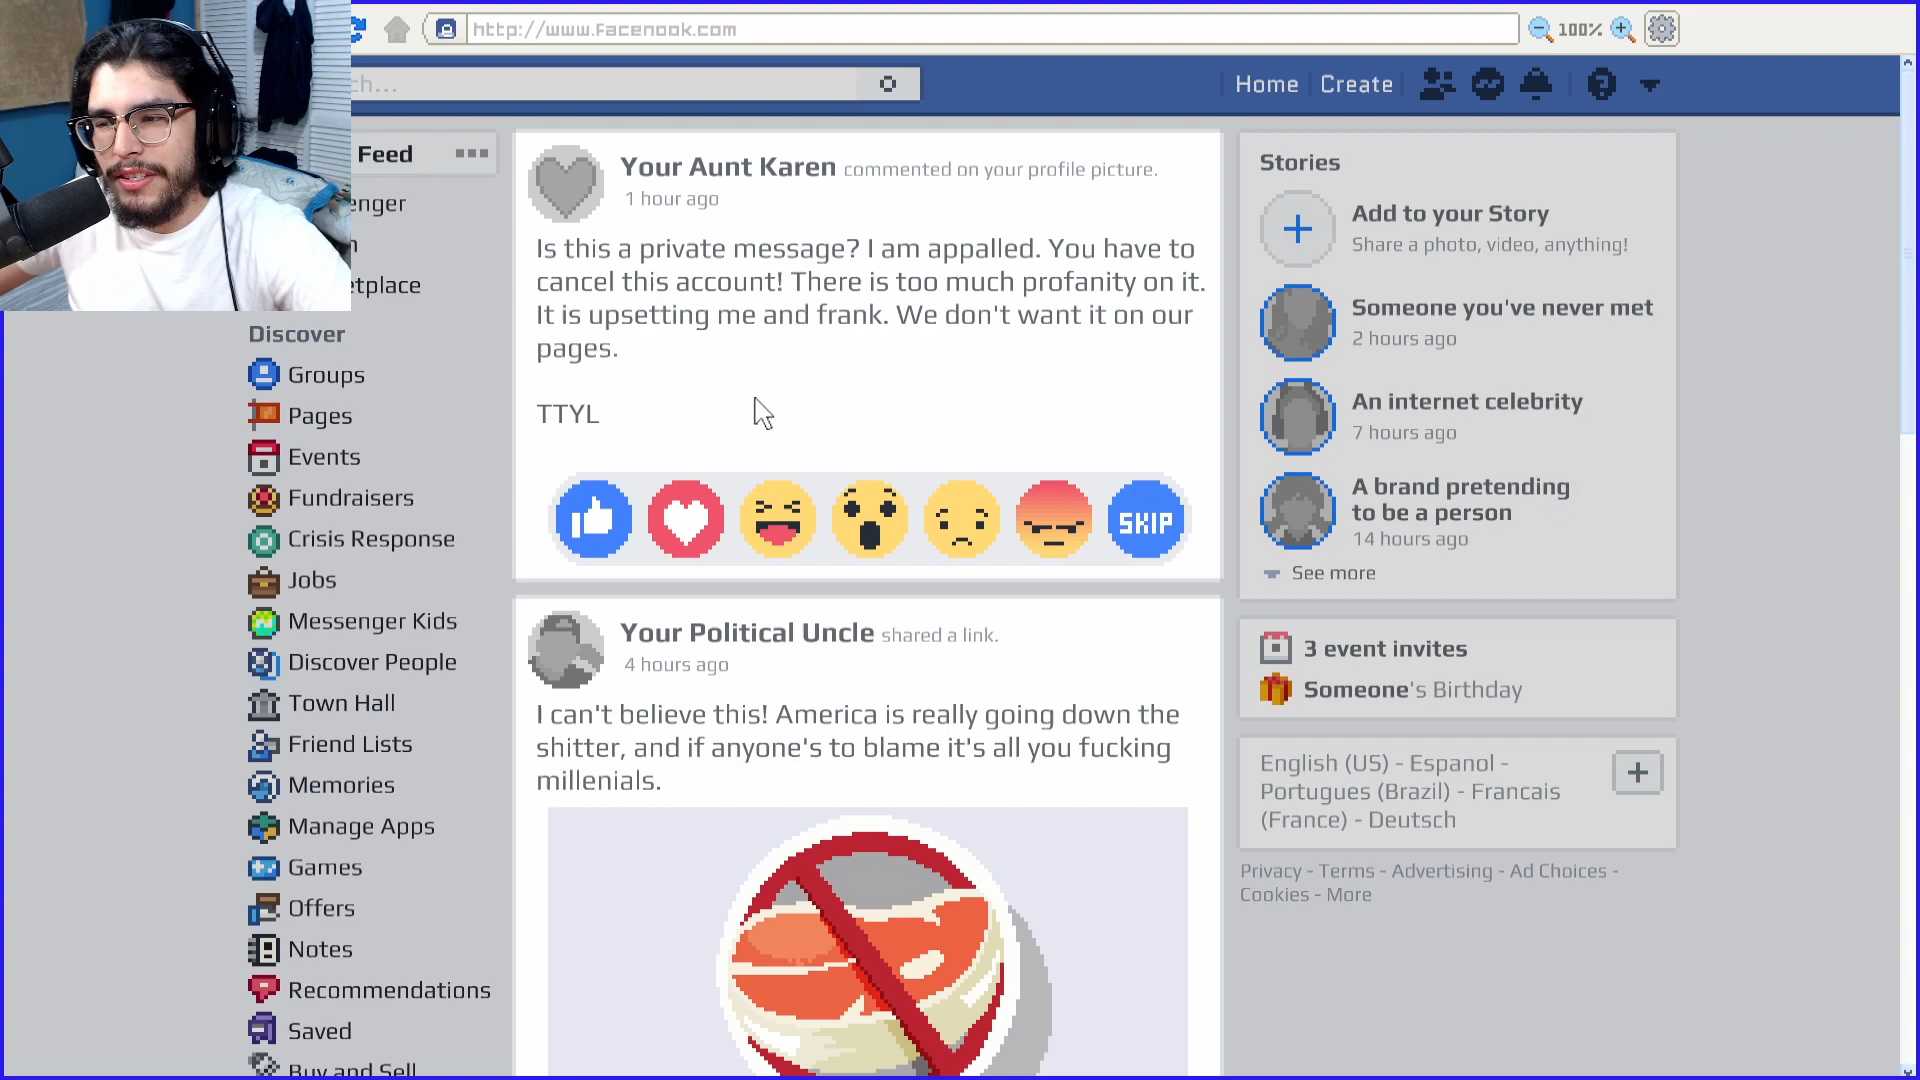 http://www.Facenook.com
100%
ch...
Home
Create
Feed
enger
etplace
Discover
Groups
Pages
Events
Fundraisers
Crisis Response
Jobs
Messenger Kids
Discover People
Town Hall
Friend Lists
Memories
Manage Apps
Games
Offers
Notes
Recommendations
Saved
Buy and Sell
Your Aunt Karen commented on your profile picture.
1 hour ago
Is this a private message? I am appalled. You have to
cancel this account! There is too much profanity on it.
It is upsetting me and frank. We don't want it on our
pages.
TTYL
SKIP
Your Political Uncle shared a link.
4 hours ago
I can't believe this! America is really going down the
shitter, and if anyone's to blame it's all you fucking
millenials.
Stories
Add to your Story
Share a photo, video, anything!
Someone you've never met
2 hours ago
An internet celebrity
7 hours ago
A brand pretending
to be a person
14 hours ago
See more
3 event invites
Someone's Birthday
English (US) - Espanol -
Portugues (Brazil) - Francais
(France) - Deutsch
Privacy - Terms - Advertising - Ad Choices -
Cookies - More